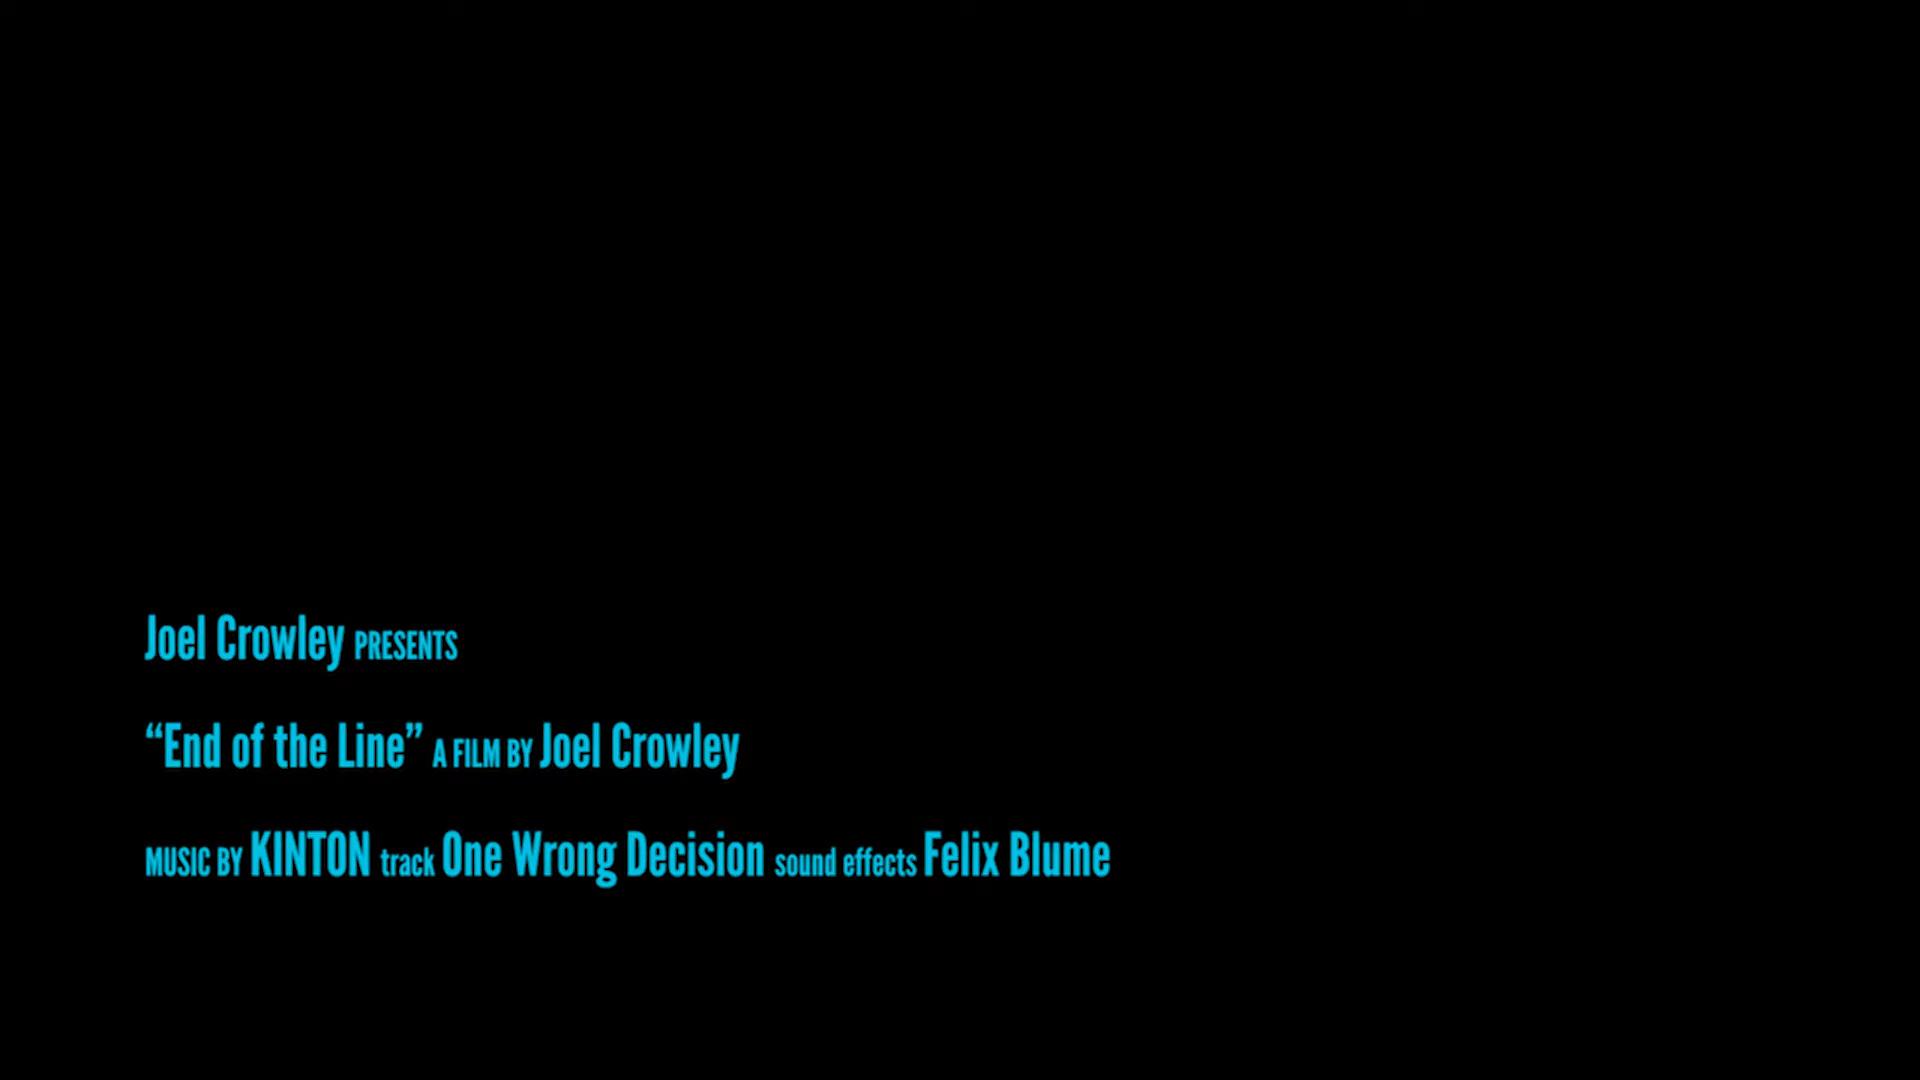 Joel Crowley PRESENTS
“End of the Line” A FILM BY Joel Crowley
MUSIC BY KINTON track One Wrong Decision sound effects Felix Blume